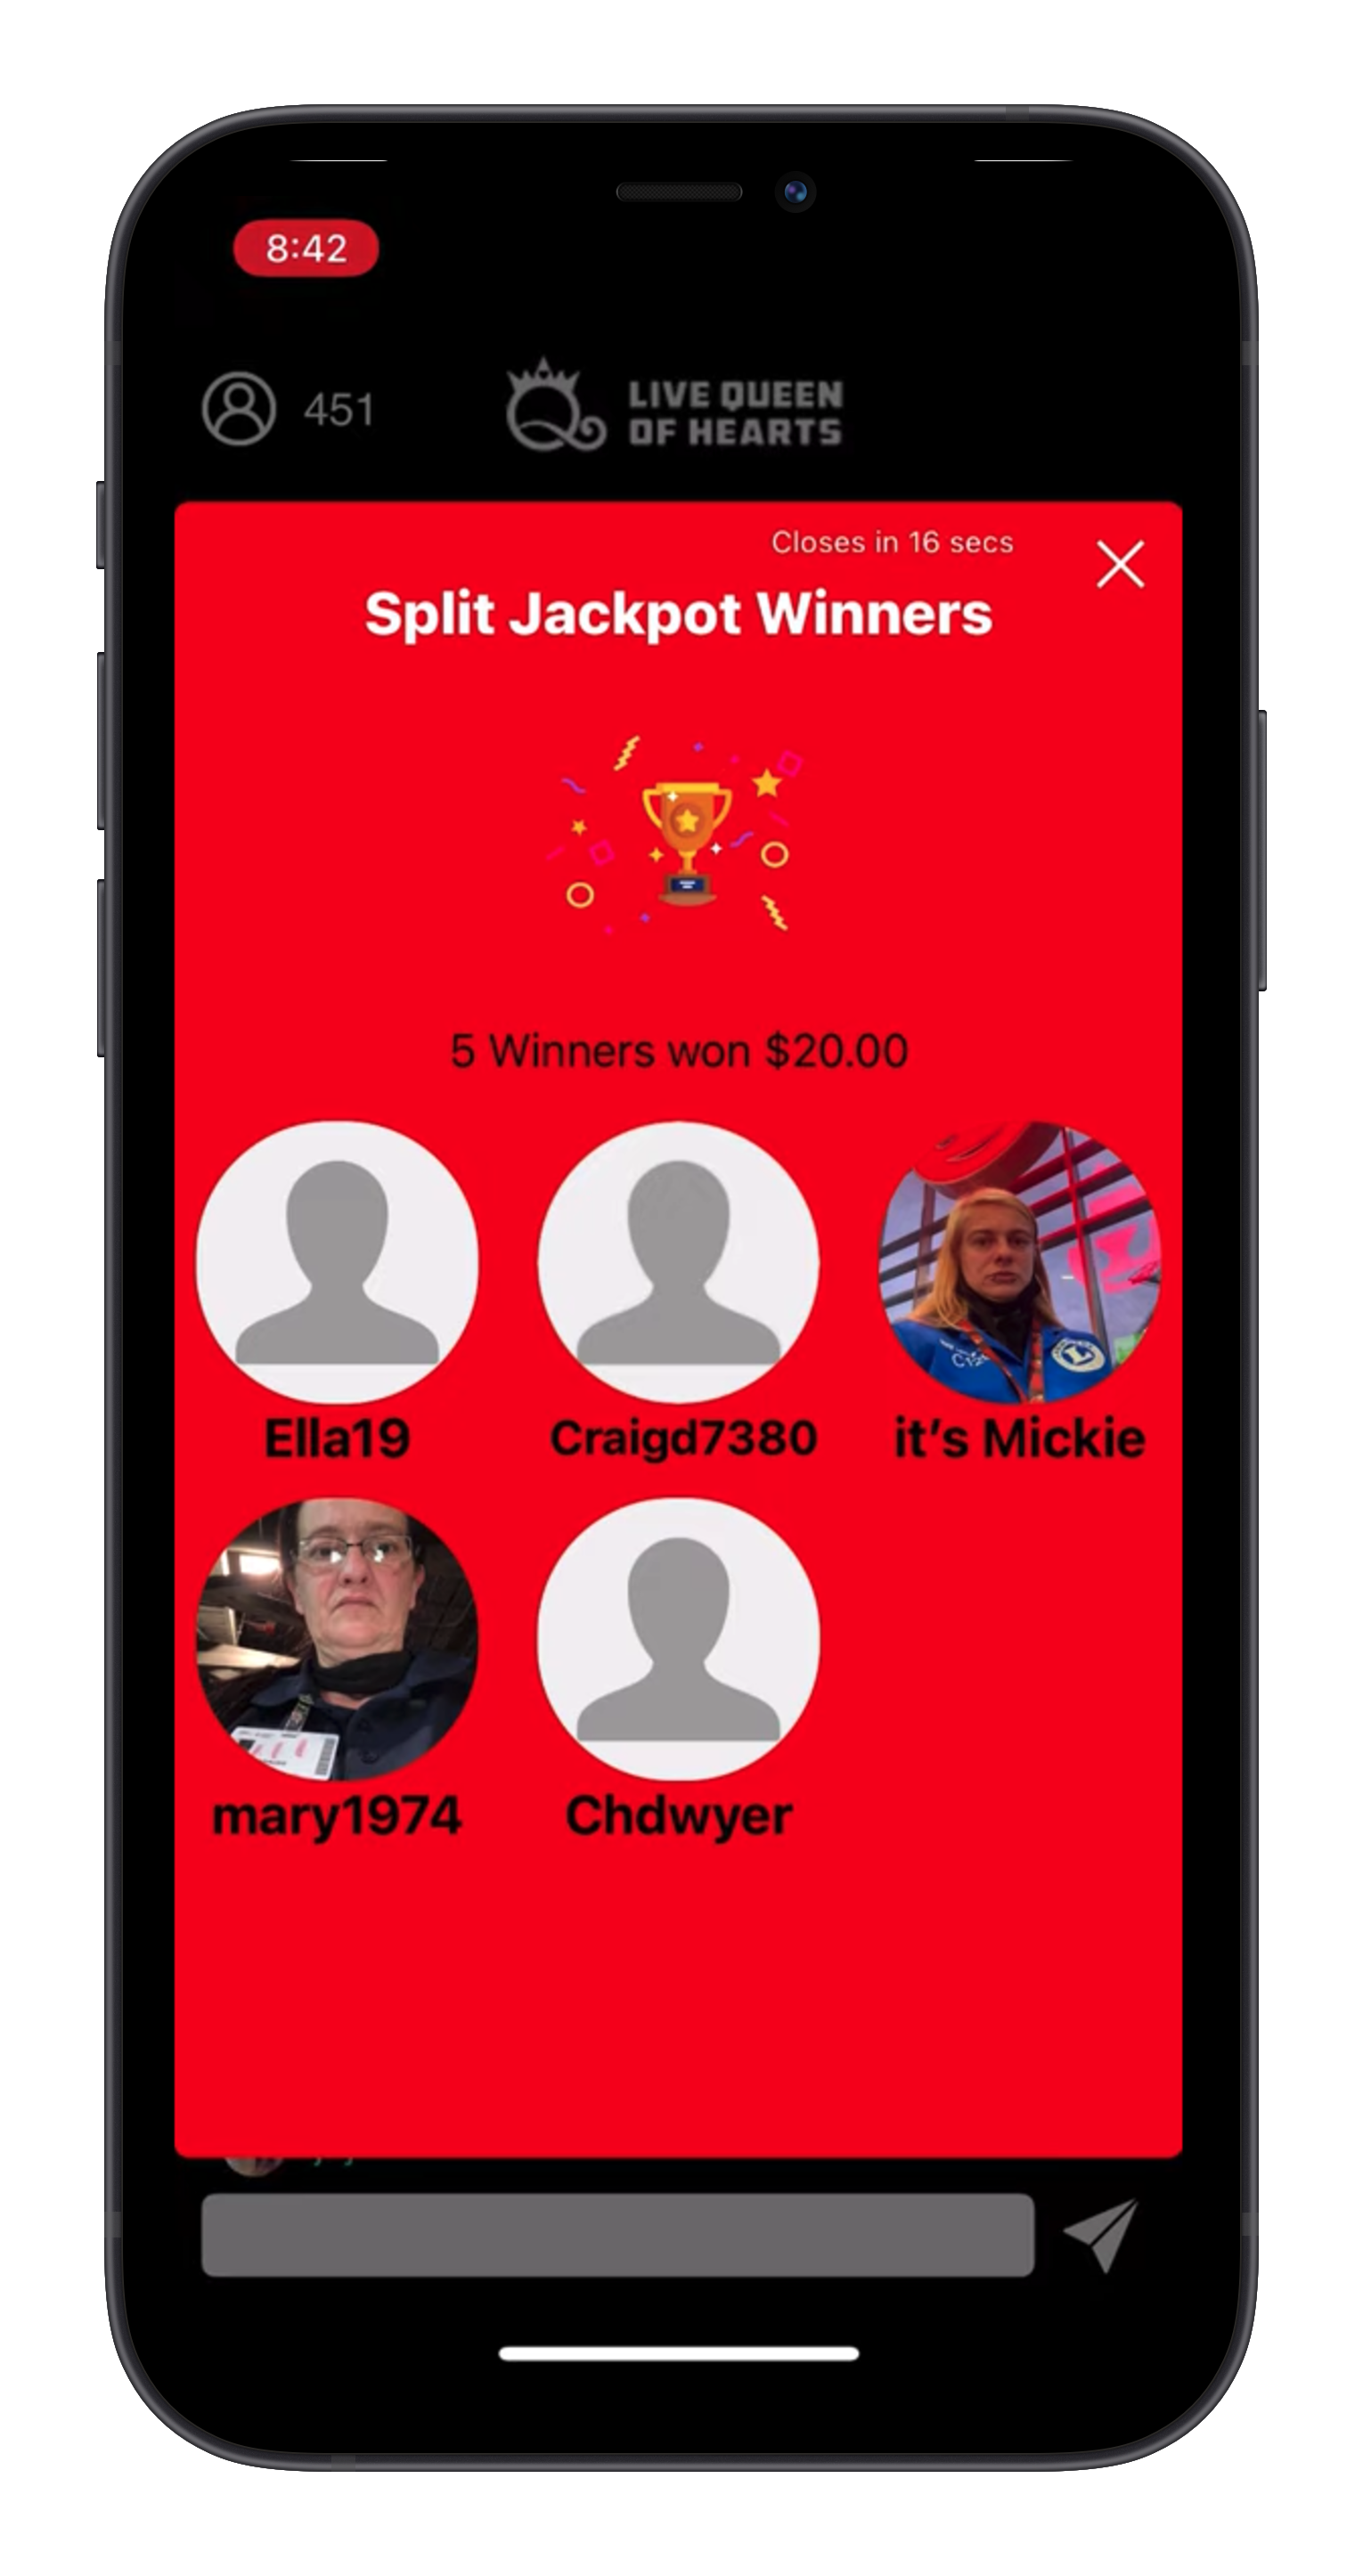 8:42
451
LIVE QUEEN
OF HEARTS
Closes in 16 secs
Split Jackpot Winners
5 Winners won $20.00
Ella19
Craigd7380
it’s Mickie
mary1974
Chdwyer